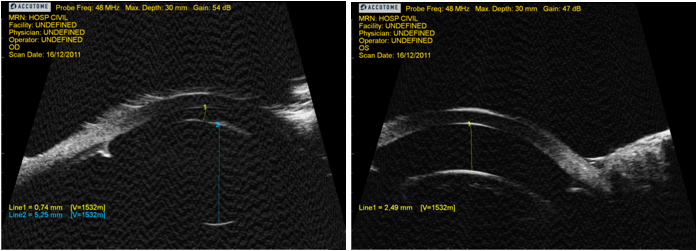 ACCUTOME Probe Freq: 48 MHz Max. Depth: 30 mm Gain: 54 dB
MRN: HOSP CIVIL
Facility: UNDEFINED
Physician: UNDEFINED
Operator: UNDEFINED
OD
Scan Date: 16/12/2011
1
2
Line1 = 0,74 mm [V=1532m]
Line2 = 5,25 mm [V=1532m]
ACCUTOME Probe Freq: 48 MHz Max. Depth: 30 mm Gain: 47 dB
MRN: HOSP CIVIL
Facility: UNDEFINED
Physician: UNDEFINED
Operator: UNDEFINED
OS
Scan Date: 16/12/2011
1
Line1 = 2,49 mm [V=1532m]